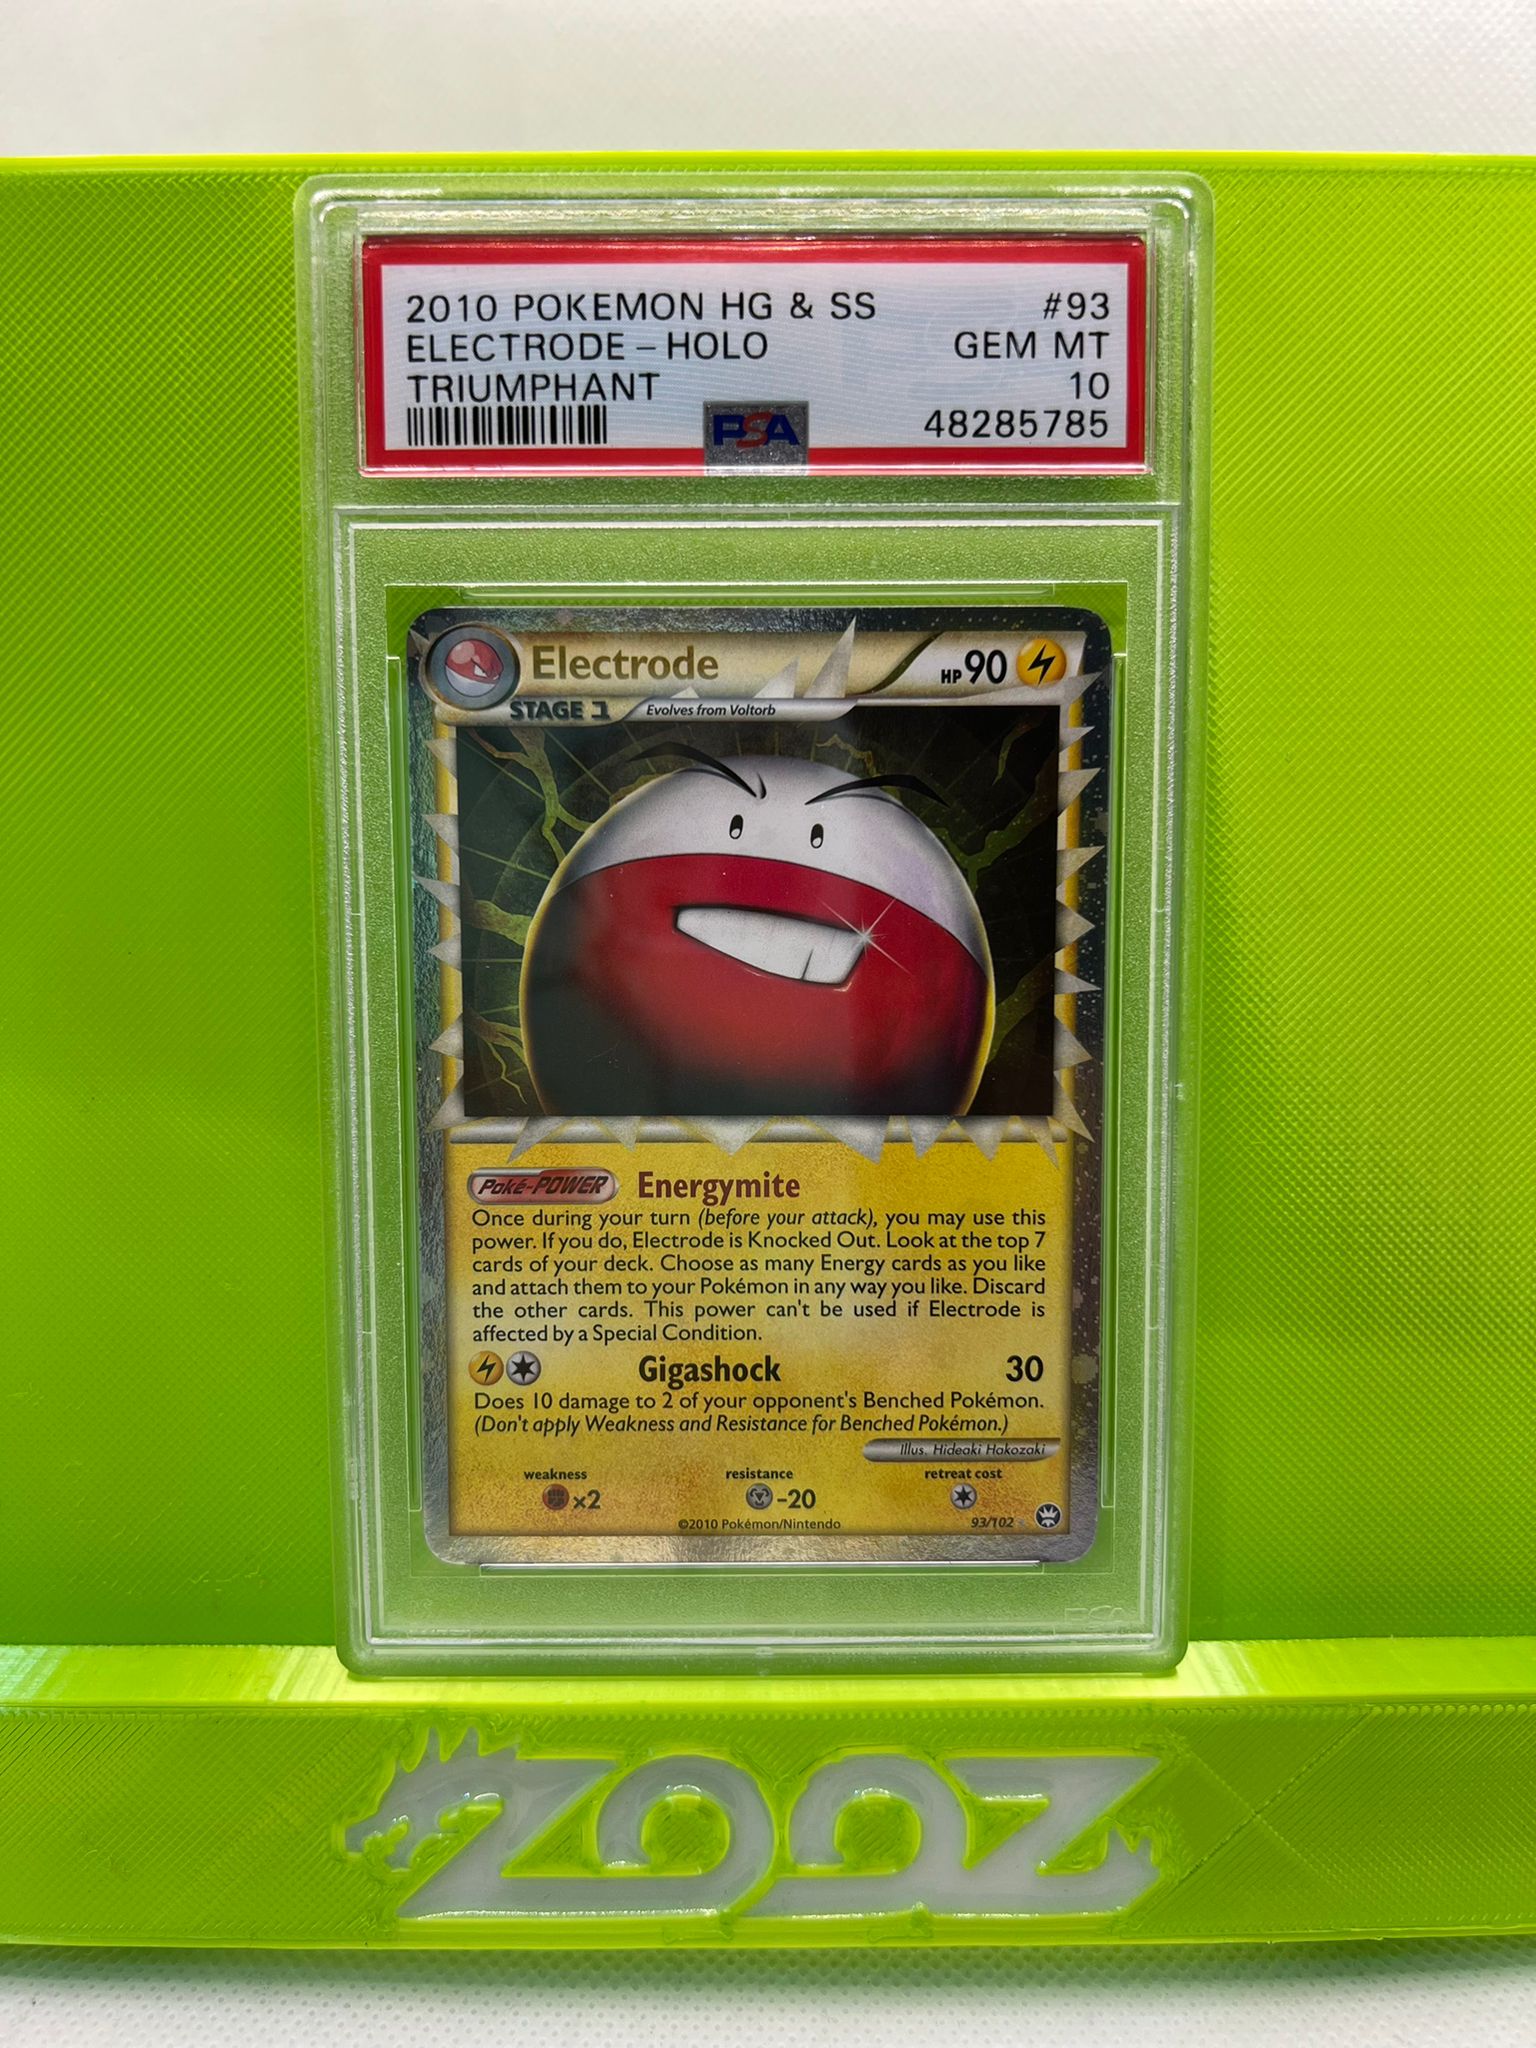 2010 POKEMON HG & SS #93
ELECTRODE-HOLO GEM MT
TRIUMPHANT 10
PSA 48285785
Electrode HP 90
STAGE 1 Evolves from Voltorb
Poké-POWER Energymite
Once during your turn (before your attack), you may use this
power. If you do, Electrode is Knocked Out. Look at the top 7
cards of your deck. Choose as many Energy cards as you like
and attach them to your Pokémon in any way you like. Discard
the other cards. This power can't be used if Electrode is
affected by a Special Condition.
Gigashock 30
Does 10 damage to 2 of your opponent's Benched Pokémon.
(Don't apply Weakness and Resistance for Benched Pokémon.)
Illus. Hideaki Hakozaki
weakness resistance retreat cost
×2 -20
©2010 Pokémon/Nintendo 93/102
PSA
ZOOZ